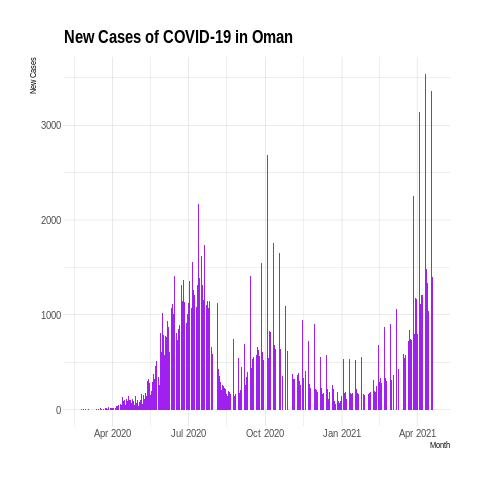 New Cases of COVID-19 in Oman
New Cases
3000
2000
1000
0
Apr 2020 Jul 2020 Oct 2020 Jan 2021 Apr 2021
Month